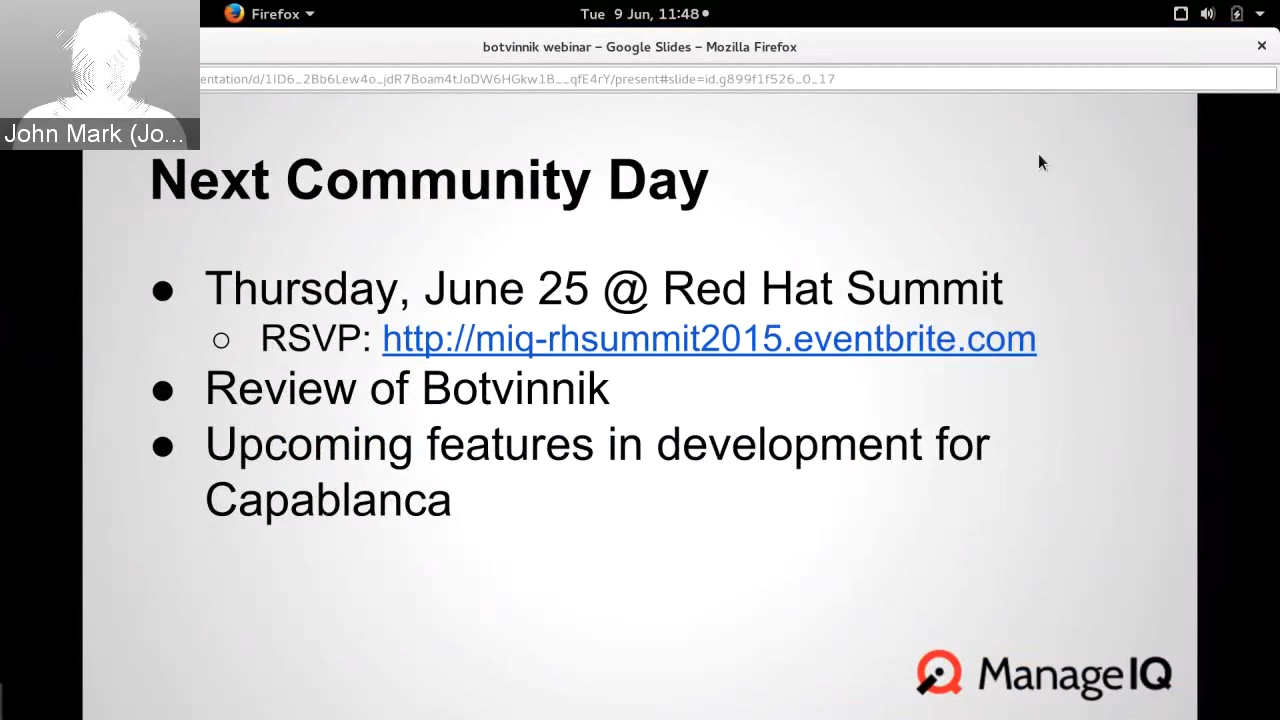 Firefox
Tue 9 Jun, 11:48
botvinnik webinar – Google Slides – Mozilla Firefox
entation/d/1ID6_2Bb6Lew4o_jdR7Boam4tJoDW6HGkw1B__qfE4rY/present#slide=id.g899f1f526_0_17
John Mark (Jo...
Next Community Day
● Thursday, June 25 @ Red Hat Summit
○ RSVP: http://miq-rhsummit2015.eventbrite.com
● Review of Botvinnik
● Upcoming features in development for
Capablanca
ManageIQ